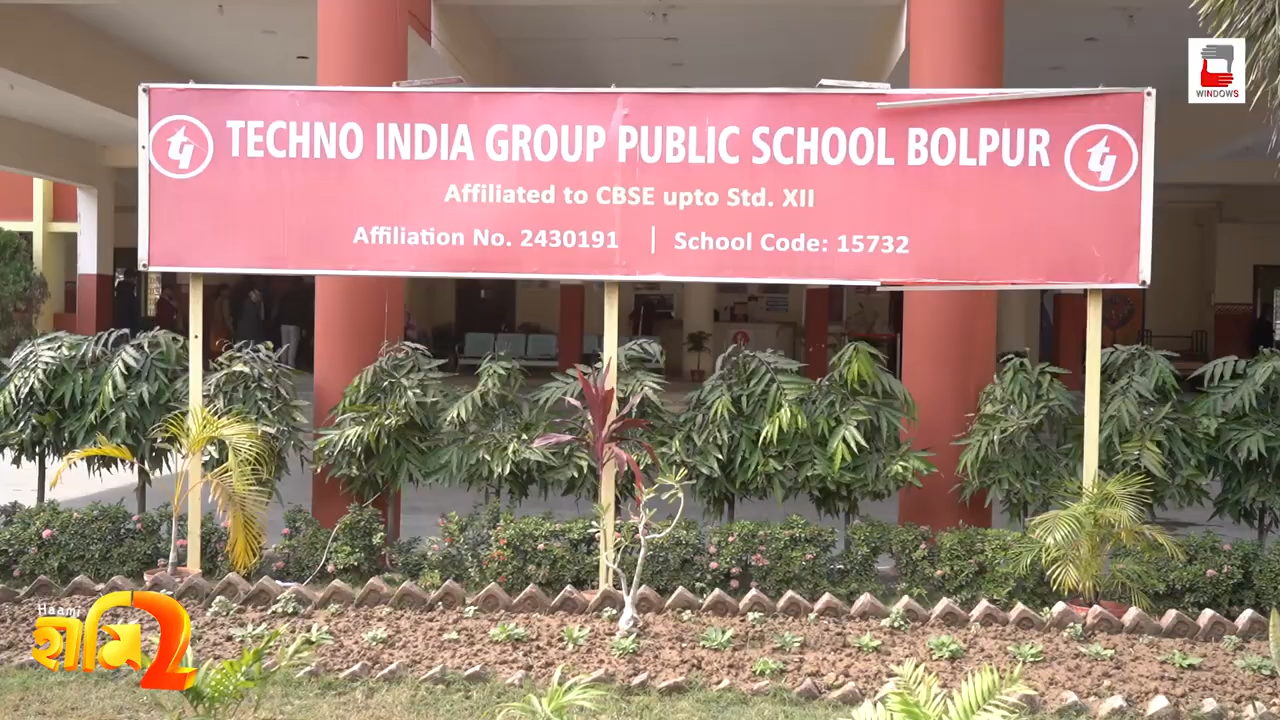 WINDOWS
TECHNO INDIA GROUP PUBLIC SCHOOL BOLPUR
Affiliated to CBSE upto Std. XII
Affiliation No. 2430191 | School Code: 15732
Haami
হামি 2